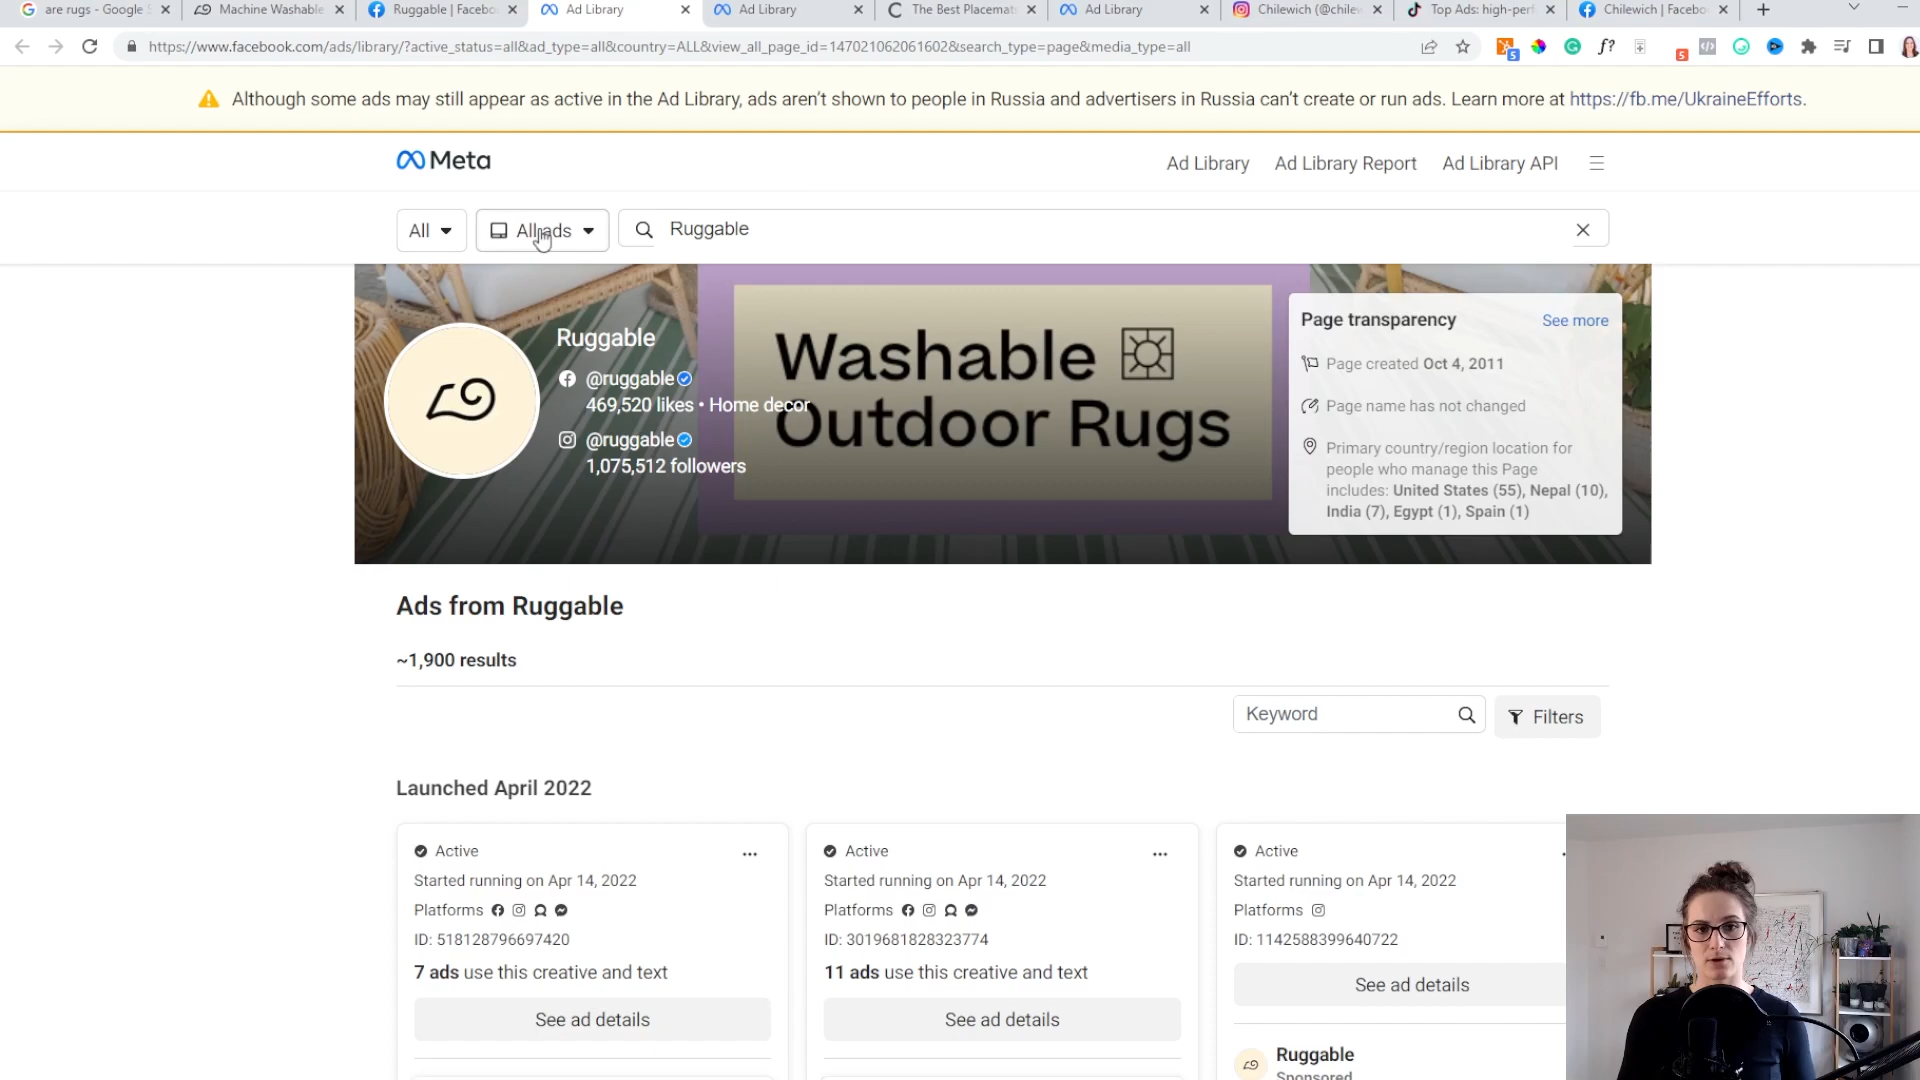 are rugs - Google
Machine Washable
Ruggable | Facebo
Ad Library
Ad Library
The Best Placemat
Ad Library
Chilewich (@chilew
Top Ads: high-perf
Chilewich | Facebo
https://www.facebook.com/ads/library/?active_status=all&ad_type=all&country=ALL&view_all_page_id=147021062061602&search_type=page&media_type=all
f?
5
5
Although some ads may still appear as active in the Ad Library, ads aren't shown to people in Russia and advertisers in Russia can't create or run ads. Learn more at https://fb.me/UkraineEfforts.
Meta
Ad Library
Ad Library Report
Ad Library API
All
All ads
Ruggable
Ruggable
@ruggable
469,520 likes • Home decor
@ruggable
1,075,512 followers
Washable
Outdoor Rugs
Page transparency
See more
Page created Oct 4, 2011
Page name has not changed
Primary country/region location for
people who manage this Page
includes: United States (55), Nepal (10),
India (7), Egypt (1), Spain (1)
Ads from Ruggable
~1,900 results
Keyword
Filters
Launched April 2022
Active
Started running on Apr 14, 2022
Platforms
ID: 518128796697420
7 ads use this creative and text
See ad details
Active
Started running on Apr 14, 2022
Platforms
ID: 3019681828323774
11 ads use this creative and text
See ad details
Active
Started running on Apr 14, 2022
Platforms
ID: 1142588399640722
See ad details
Ruggable
Sponsored